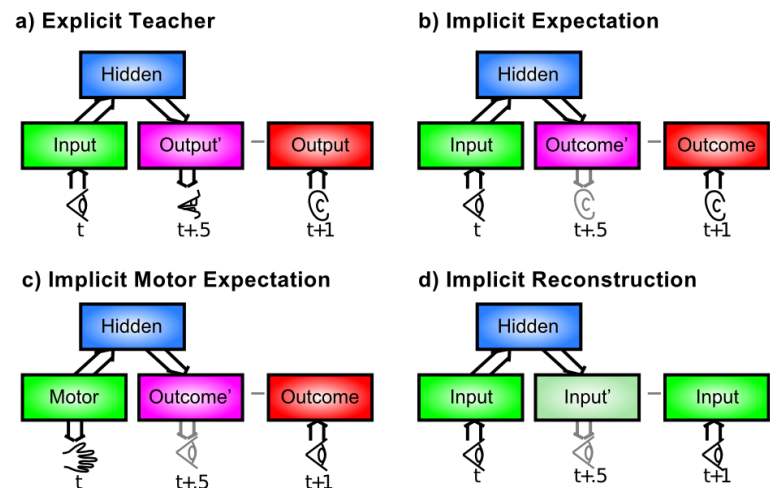 a) Explicit Teacher
Hidden
Input
Output’
Output
t
t+.5
t+1
b) Implicit Expectation
Hidden
Input
Outcome’
Outcome
t
t+.5
t+1
c) Implicit Motor Expectation
Hidden
Motor
Outcome’
Outcome
t
t+.5
t+1
d) Implicit Reconstruction
Hidden
Input
Input’
Input
t
t+.5
t+1